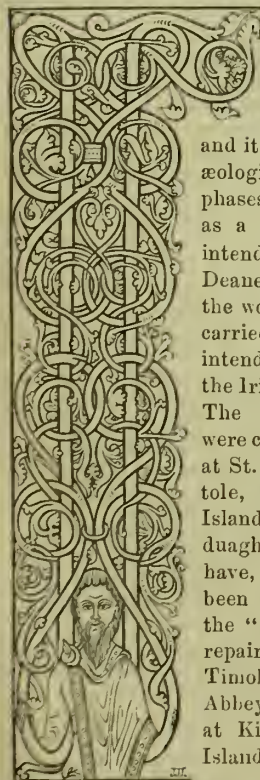 and it
æologi
phases
as a
intend
Deane
the wo
carried
intend
the Iri
The
were c
at St.
tole,
Island
duagh
have,
been
the "
repair
Timol
Abbey
at Ki
Island